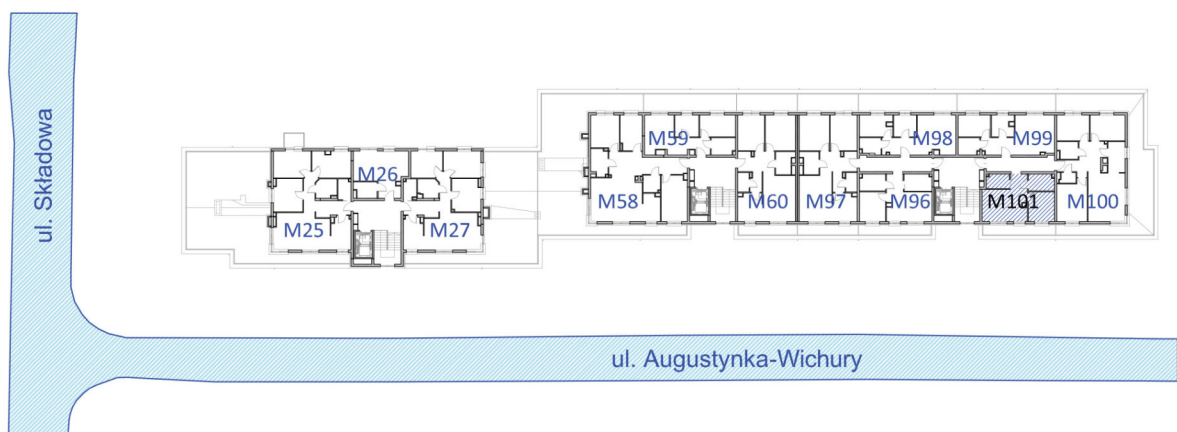 ul. Składowa
M25
M26
M27
M58
M59
M60
M97
M98
M96
M99
M101
M100
ul. Augustynka-Wichury